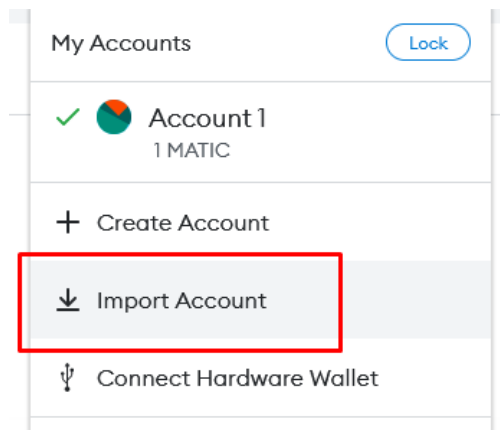 My Accounts
Lock
Account 1
1 MATIC
Create Account
Import Account
Connect Hardware Wallet